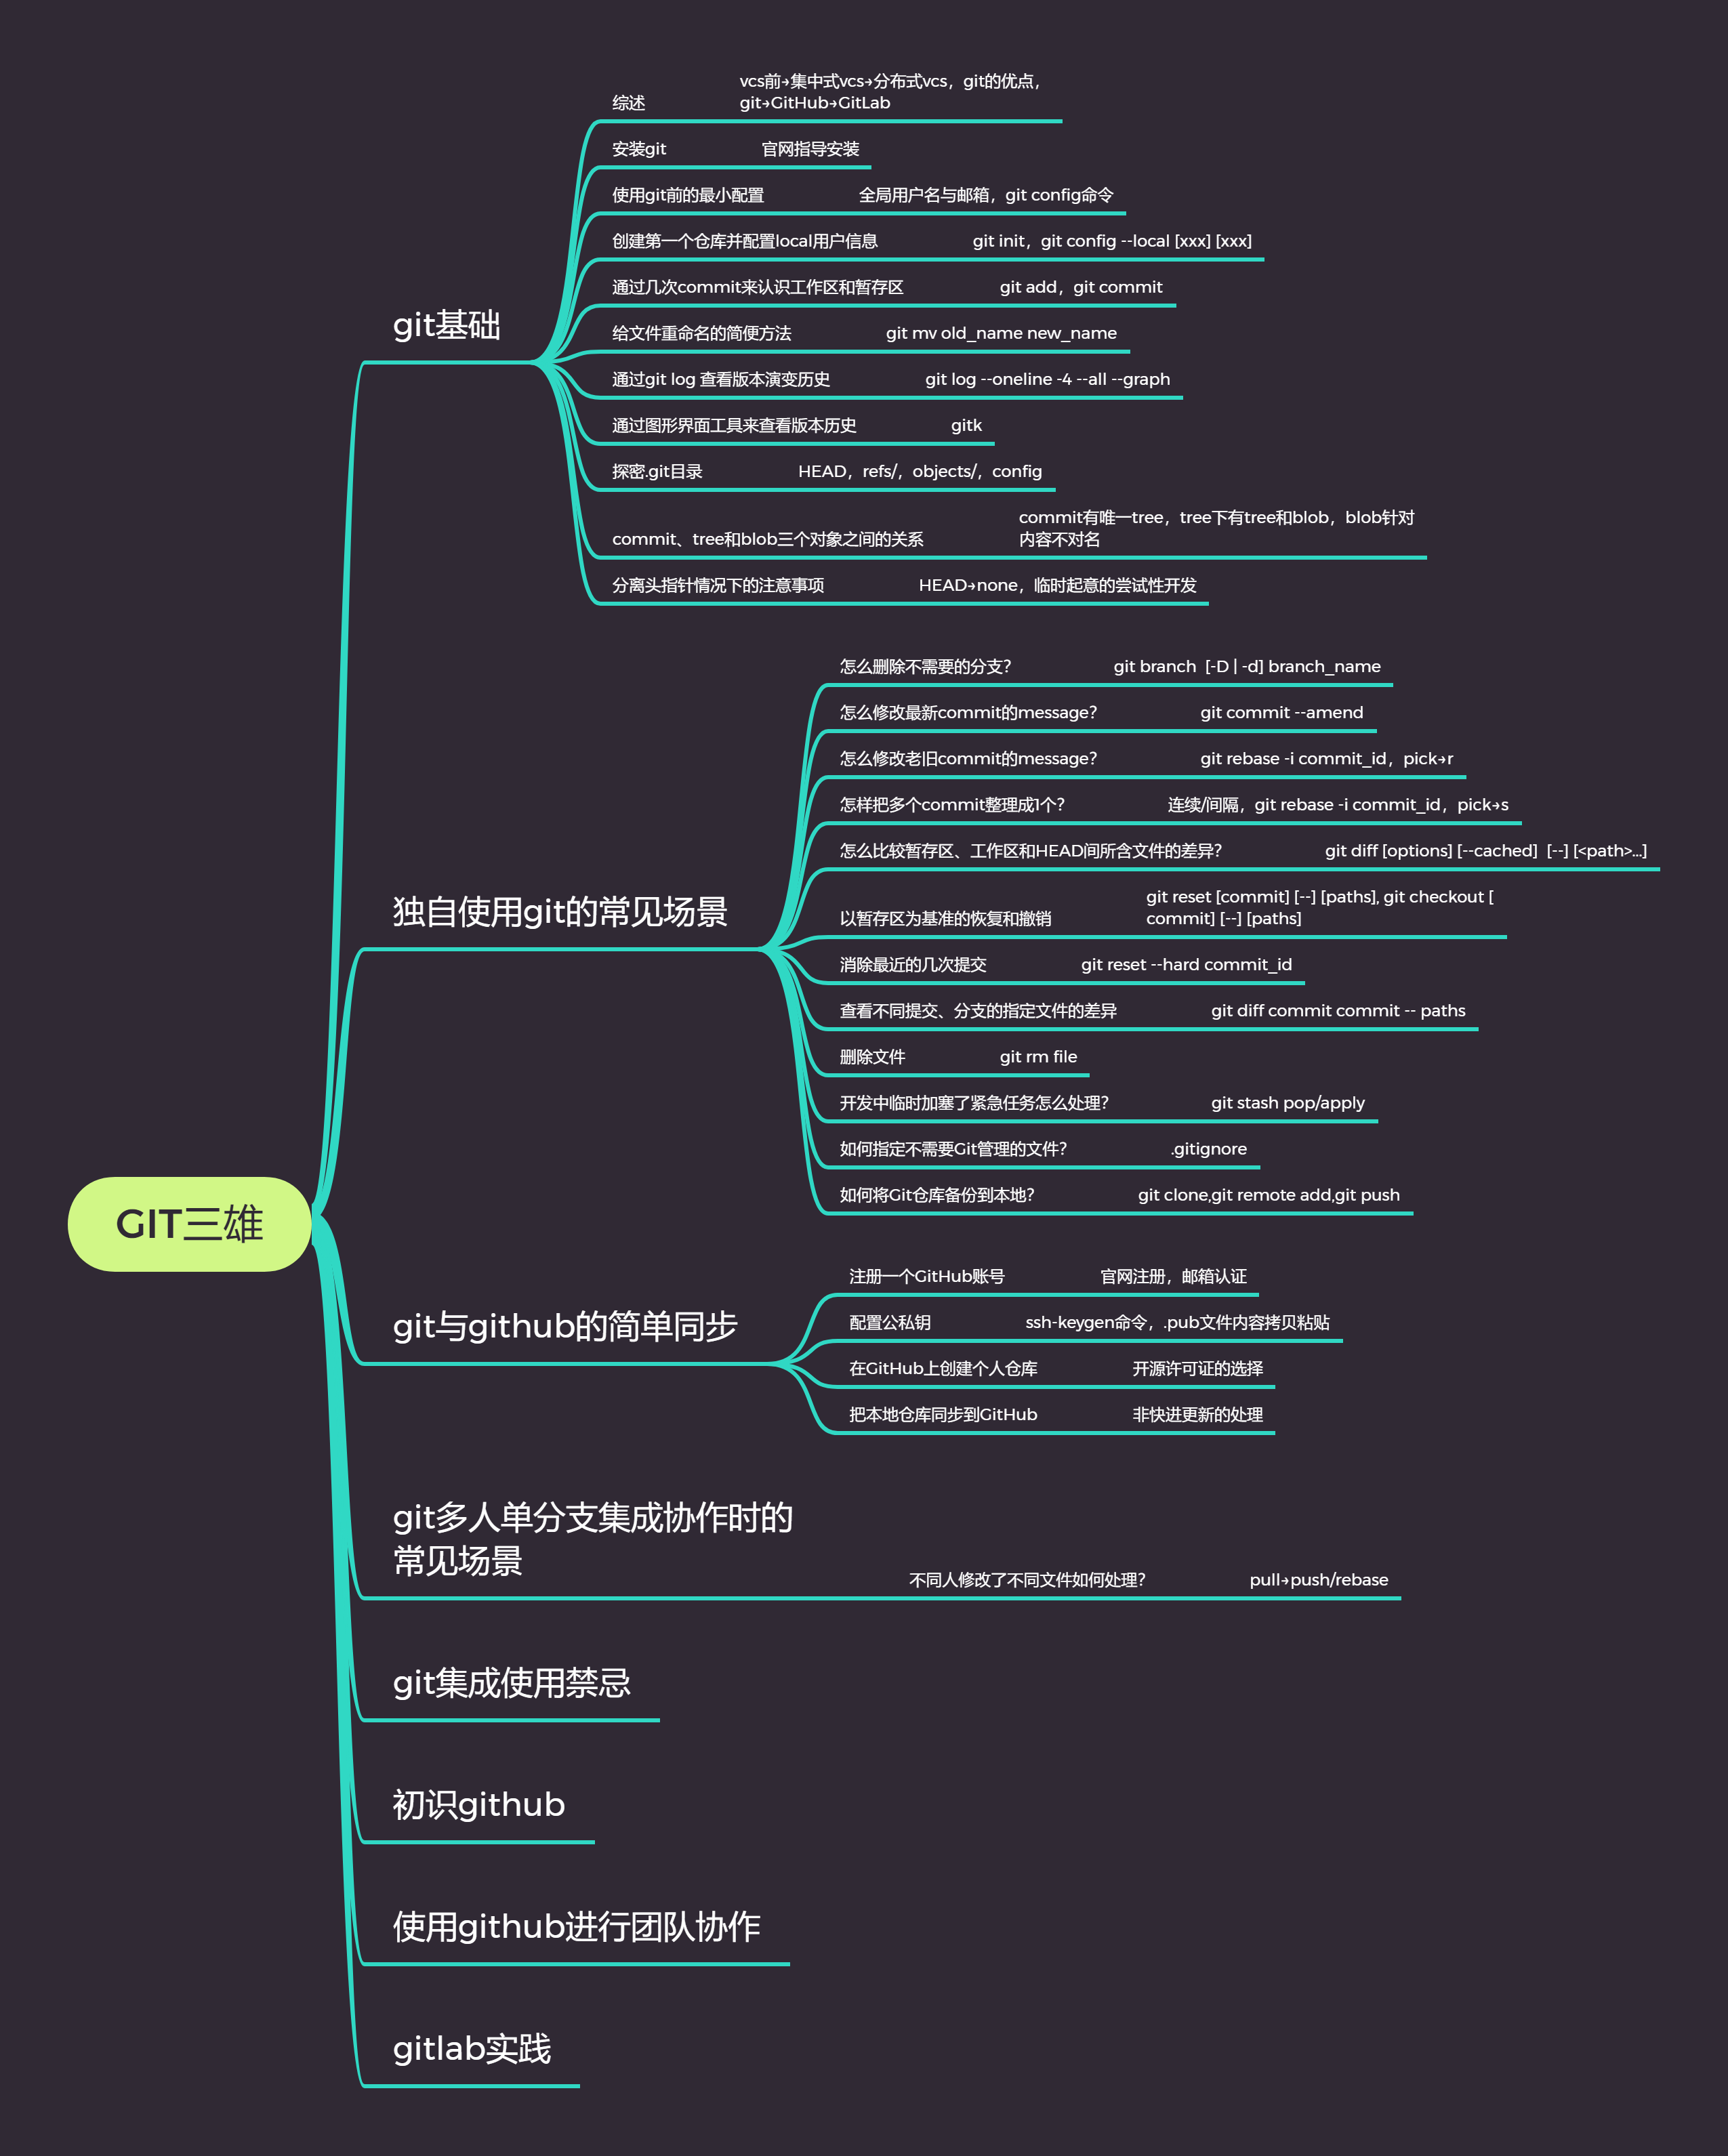 GIT三雄
git基础
综述
vcs前→集中式vcs→分布式vcs，git的优点，
git→GitHub→GitLab
安装git
官网指导安装
使用git前的最小配置
全局用户名与邮箱，git config命令
创建第一个仓库并配置local用户信息
git init，git config --local [xxx] [xxx]
通过几次commit来认识工作区和暂存区
git add，git commit
给文件重命名的简便方法
git mv old_name new_name
通过git log 查看版本演变历史
git log --oneline -4 --all --graph
通过图形界面工具来查看版本历史
gitk
探密.git目录
HEAD，refs/，objects/，config
commit、tree和blob三个对象之间的关系
commit有唯一tree，tree下有tree和blob，blob针对
内容不对名
分离头指针情况下的注意事项
HEAD→none，临时起意的尝试性开发
独自使用git的常见场景
怎么删除不需要的分支？
git branch  [-D | -d] branch_name
怎么修改最新commit的message？
git commit --amend
怎么修改老旧commit的message？
git rebase -i commit_id，pick→r
怎样把多个commit整理成1个？
连续/间隔，git rebase -i commit_id，pick→s
怎么比较暂存区、工作区和HEAD间所含文件的差异？
git diff [options] [--cached]  [--] [<path>...]
以暂存区为基准的恢复和撤销
git reset [commit] [--] [paths], git checkout [
commit] [--] [paths]
消除最近的几次提交
git reset --hard commit_id
查看不同提交、分支的指定文件的差异
git diff commit commit -- paths
删除文件
git rm file
开发中临时加塞了紧急任务怎么处理？
git stash pop/apply
如何指定不需要Git管理的文件？
.gitignore
如何将Git仓库备份到本地？
git clone,git remote add,git push
git与github的简单同步
注册一个GitHub账号
官网注册，邮箱认证
配置公私钥
ssh-keygen命令，.pub文件内容拷贝粘贴
在GitHub上创建个人仓库
开源许可证的选择
把本地仓库同步到GitHub
非快进更新的处理
git多人单分支集成协作时的
常见场景
不同人修改了不同文件如何处理？
pull→push/rebase
git集成使用禁忌
初识github
使用github进行团队协作
gitlab实践